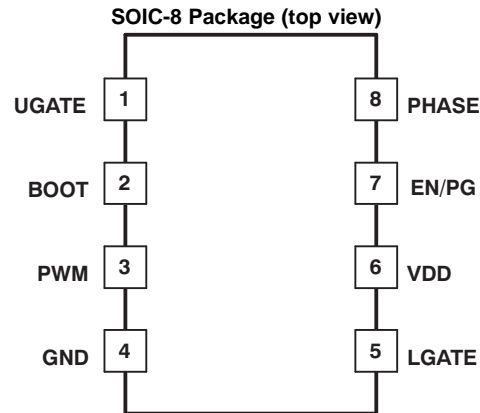 SOIC-8 Package (top view)
UGATE 1 8 PHASE
BOOT 2 7 EN/PG
PWM 3 6 VDD
GND 4 5 LGATE